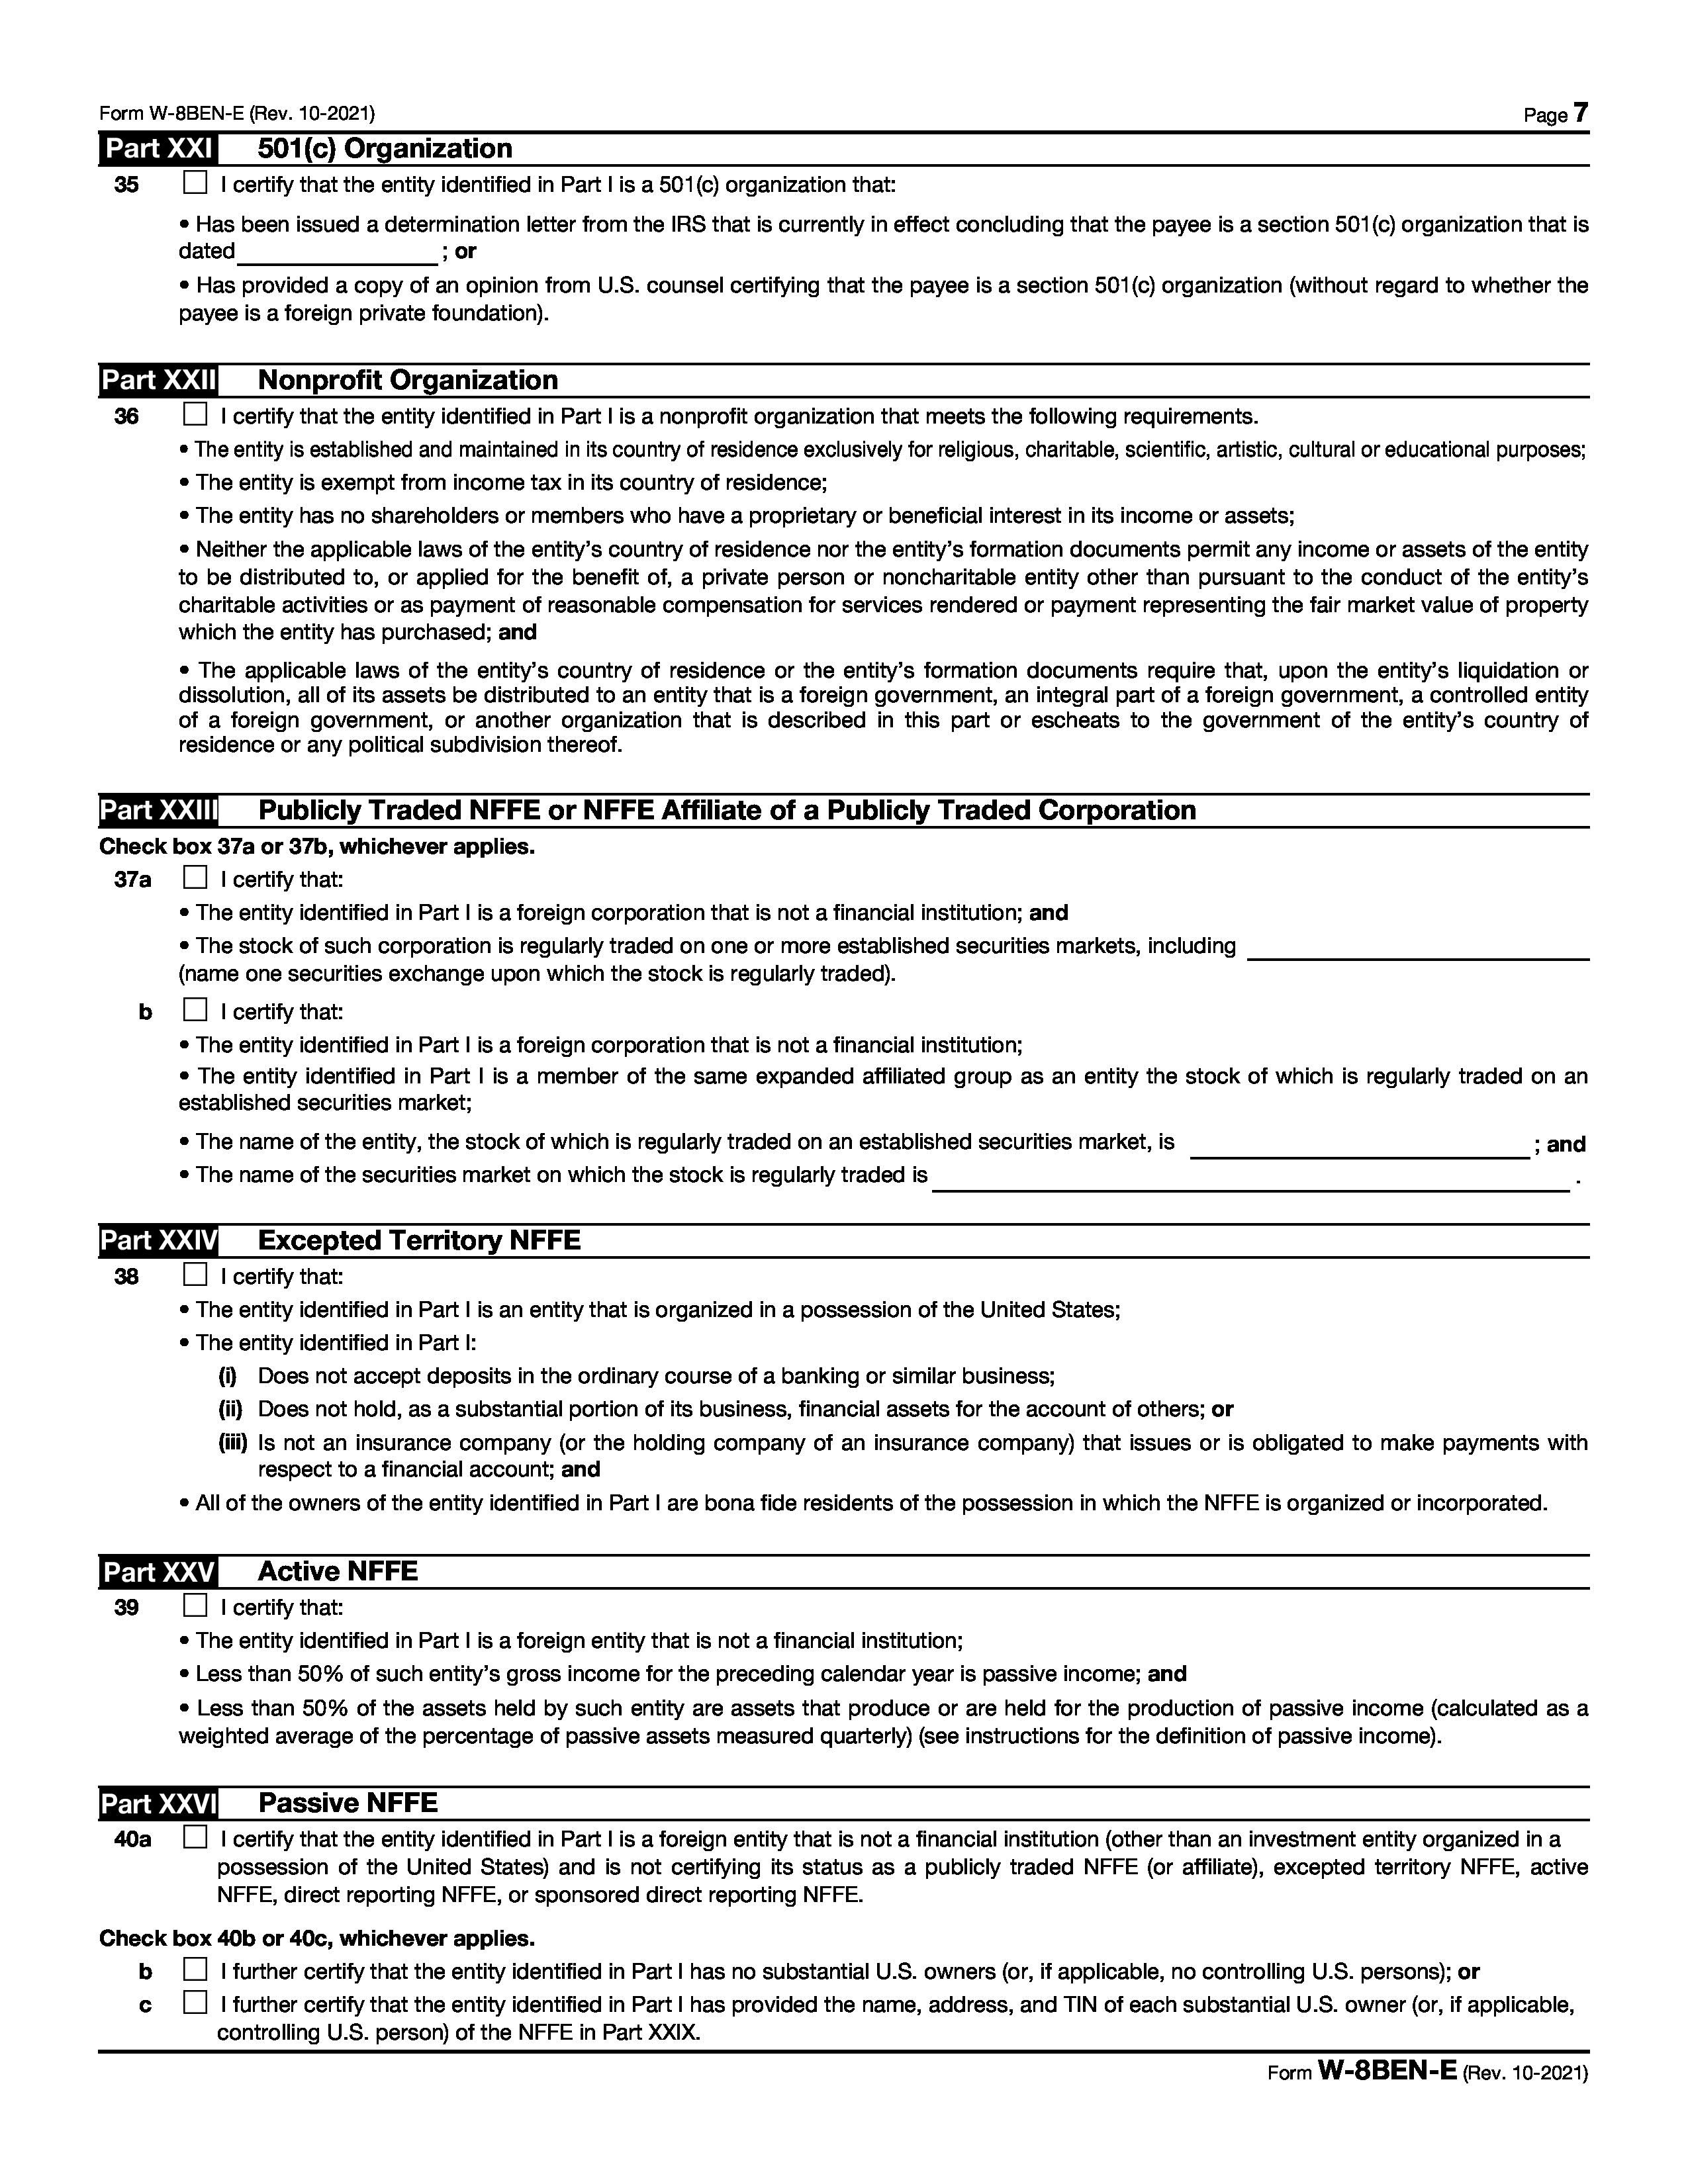 Form W-8BEN-E (Rev. 10-2021) Page 7
Part XXI 501(c) Organization
35 I certify that the entity identified in Part I is a 501(c) organization that:
• Has been issued a determination letter from the IRS that is currently in effect concluding that the payee is a section 501(c) organization that is
dated ; or
• Has provided a copy of an opinion from U.S. counsel certifying that the payee is a section 501(c) organization (without regard to whether the
payee is a foreign private foundation).
Part XXII Nonprofit Organization
36 I certify that the entity identified in Part I is a nonprofit organization that meets the following requirements.
• The entity is established and maintained in its country of residence exclusively for religious, charitable, scientific, artistic, cultural or educational purposes;
• The entity is exempt from income tax in its country of residence;
• The entity has no shareholders or members who have a proprietary or beneficial interest in its income or assets;
• Neither the applicable laws of the entity’s country of residence nor the entity’s formation documents permit any income or assets of the entity
to be distributed to, or applied for the benefit of, a private person or noncharitable entity other than pursuant to the conduct of the entity’s
charitable activities or as payment of reasonable compensation for services rendered or payment representing the fair market value of property
which the entity has purchased; and
• The applicable laws of the entity’s country of residence or the entity’s formation documents require that, upon the entity’s liquidation or
dissolution, all of its assets be distributed to an entity that is a foreign government, an integral part of a foreign government, a controlled entity
of a foreign government, or another organization that is described in this part or escheats to the government of the entity’s country of
residence or any political subdivision thereof.
Part XXIII Publicly Traded NFFE or NFFE Affiliate of a Publicly Traded Corporation
Check box 37a or 37b, whichever applies.
37a I certify that:
• The entity identified in Part I is a foreign corporation that is not a financial institution; and
• The stock of such corporation is regularly traded on one or more established securities markets, including
(name one securities exchange upon which the stock is regularly traded).
b I certify that:
• The entity identified in Part I is a foreign corporation that is not a financial institution;
• The entity identified in Part I is a member of the same expanded affiliated group as an entity the stock of which is regularly traded on an
established securities market;
• The name of the entity, the stock of which is regularly traded on an established securities market, is ; and
• The name of the securities market on which the stock is regularly traded is .
Part XXIV Excepted Territory NFFE
38 I certify that:
• The entity identified in Part I is an entity that is organized in a possession of the United States;
• The entity identified in Part I:
(i) Does not accept deposits in the ordinary course of a banking or similar business;
(ii) Does not hold, as a substantial portion of its business, financial assets for the account of others; or
(iii) Is not an insurance company (or the holding company of an insurance company) that issues or is obligated to make payments with
respect to a financial account; and
• All of the owners of the entity identified in Part I are bona fide residents of the possession in which the NFFE is organized or incorporated.
Part XXV Active NFFE
39 I certify that:
• The entity identified in Part I is a foreign entity that is not a financial institution;
• Less than 50% of such entity’s gross income for the preceding calendar year is passive income; and
• Less than 50% of the assets held by such entity are assets that produce or are held for the production of passive income (calculated as a
weighted average of the percentage of passive assets measured quarterly) (see instructions for the definition of passive income).
Part XXVI Passive NFFE
40a I certify that the entity identified in Part I is a foreign entity that is not a financial institution (other than an investment entity organized in a
possession of the United States) and is not certifying its status as a publicly traded NFFE (or affiliate), excepted territory NFFE, active
NFFE, direct reporting NFFE, or sponsored direct reporting NFFE.
Check box 40b or 40c, whichever applies.
b I further certify that the entity identified in Part I has no substantial U.S. owners (or, if applicable, no controlling U.S. persons); or
c I further certify that the entity identified in Part I has provided the name, address, and TIN of each substantial U.S. owner (or, if applicable,
controlling U.S. person) of the NFFE in Part XXIX.
Form W-8BEN-E (Rev. 10-2021)